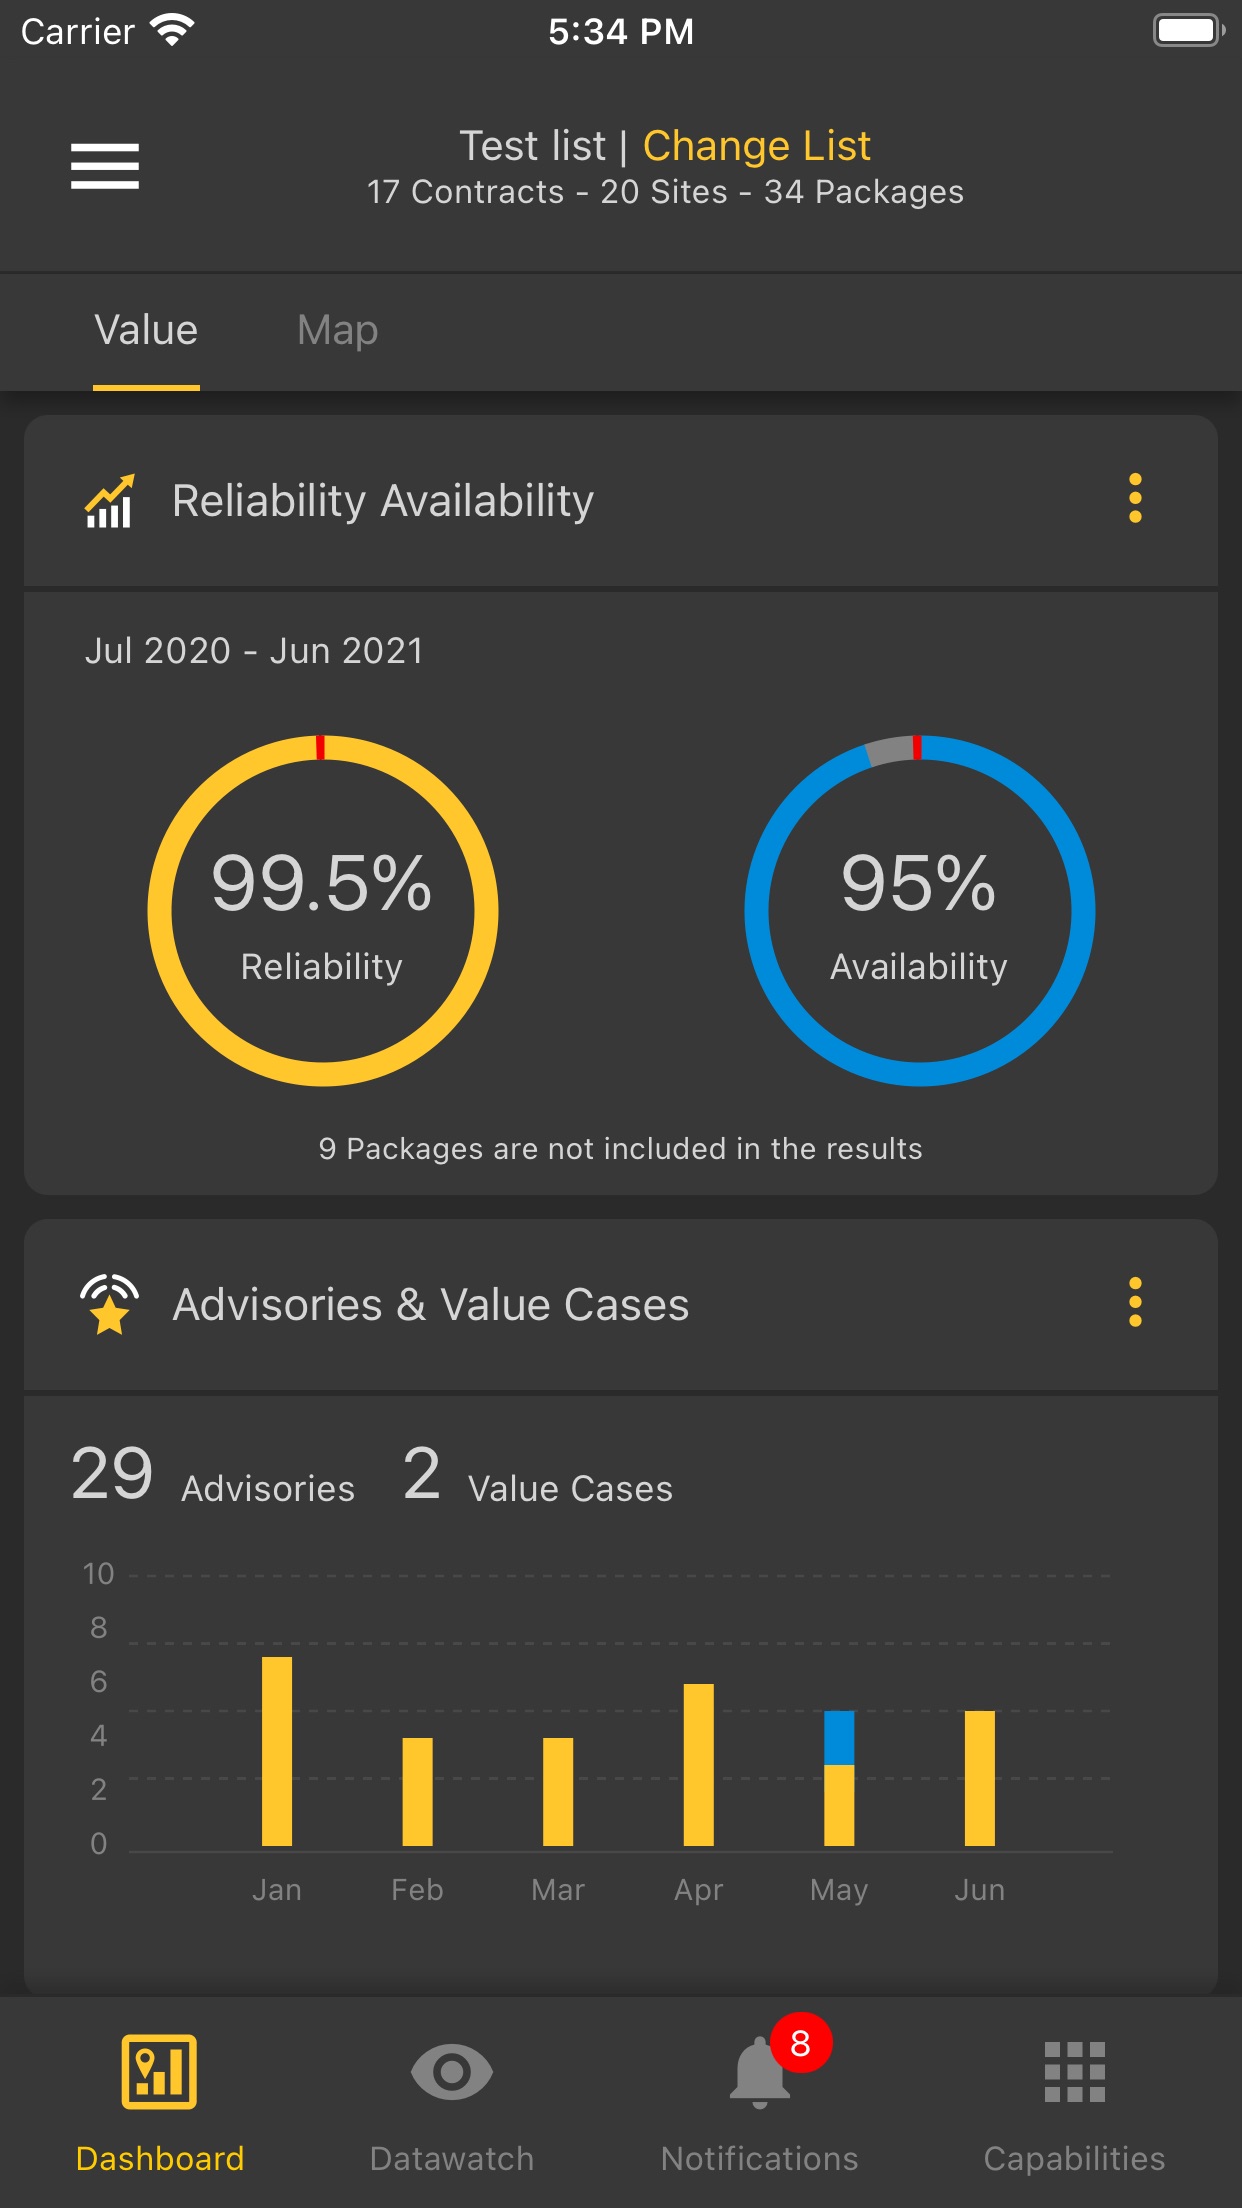 Carrier 5:34 PM
Test list | Change List
17 Contracts - 20 Sites - 34 Packages
Value Map
Reliability Availability
Jul 2020 - Jun 2021
99.5% 95%
Reliability Availability
9 Packages are not included in the results
Advisories & Value Cases
29 Advisories 2 Value Cases
10
8
6
4
2
0
Jan Feb Mar Apr May Jun
8
Dashboard Datawatch Notifications Capabilities